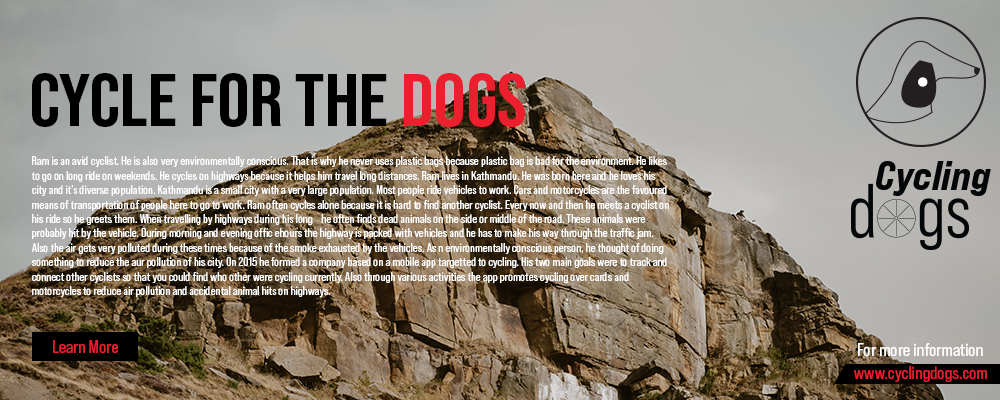 CYCLE FOR THE DOGS
Ram is an avid cyclist. He is also very environmentally conscious. That is why he never uses plastic bags because plastic bag is bad for the environment. He likes
to go on long ride on weekends. He cycles on highways because it helps him travel long distances. Ram lives in Kathmandu. He was born here and he loves his
city and it's diverse population. Kathmandu is a small city with a very large population. Most people ride vehicles to work. Cars and motorcycles are the favoured
means of transportation of people here to go to work. Ram often cycles alone because it is hard to find another cyclist. Every now and then he meets a cyclist on
his ride so he greets them. When travelling by highways during his long he often finds dead animals on the side or middle of the road. These animals were
probably hit by the vehicle. During morning and evening offic ehours the highway is packed with vehicles and he has to make his way through the traffic jam.
Also the air gets very polluted during these times because of the smoke exhausted by the vehicles. As n environmentally conscious person, he thought of doing
something to reduce the aur pollution of his city. On 2015 he formed a company based on a mobile app targetted to cycling. His two main goals were to track and
connect other cyclists so that you could find who other were cycling currently. Also through various activities the app promotes cycling over cards and
motorcycles to reduce air pollution and accidental animal hits on highways.
Learn More
Cycling
dogs
For more information
www.cyclingdogs.com